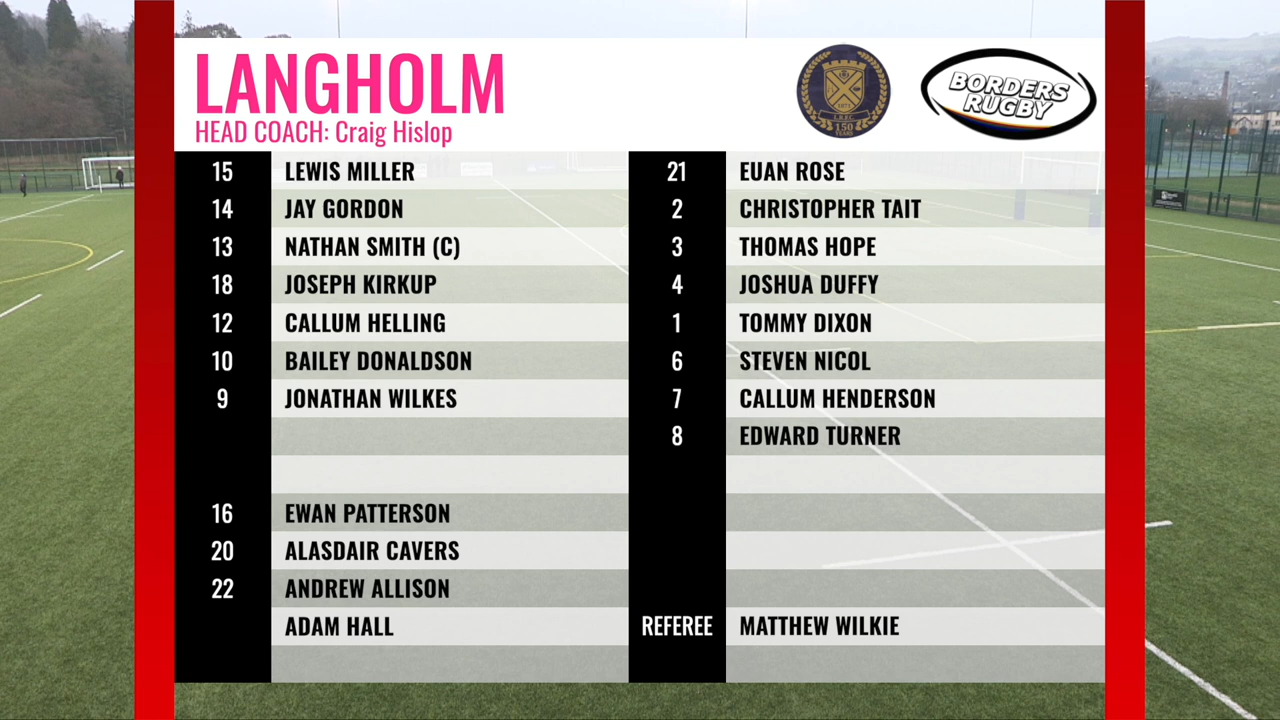 LANGHOLM
HEAD COACH: Craig Hislop
1871
L.R.F.C.
150
YEARS
BORDERS
RUGBY
15 LEWIS MILLER
14 JAY GORDON
13 NATHAN SMITH (C)
18 JOSEPH KIRKUP
12 CALLUM HELLING
10 BAILEY DONALDSON
9 JONATHAN WILKES
16 EWAN PATTERSON
20 ALASDAIR CAVERS
22 ANDREW ALLISON
ADAM HALL
21 EUAN ROSE
2 CHRISTOPHER TAIT
3 THOMAS HOPE
4 JOSHUA DUFFY
1 TOMMY DIXON
6 STEVEN NICOL
7 CALLUM HENDERSON
8 EDWARD TURNER
REFEREE MATTHEW WILKIE